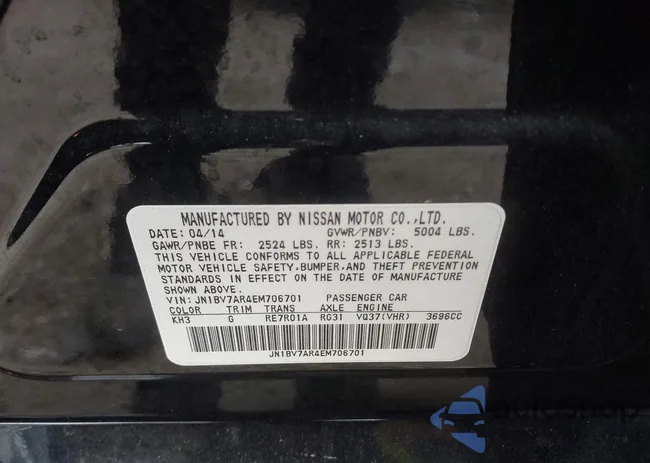 MANUFACTURED BY NISSAN MOTOR CO.,LTD.
DATE: 04/14 GVWR/PNBV: 5004 LBS.
GAWR/PNBE FR: 2524 LBS. RR: 2513 LBS.
THIS VEHICLE CONFORMS TO ALL APPLICABLE FEDERAL
MOTOR VEHICLE SAFETY,BUMPER,AND THEFT PREVENTION
STANDARDS IN EFFECT ON THE DATE OF MANUFACTURE
SHOWN ABOVE.
VIN: JN1BV7AR4EM706701 PASSENGER CAR
COLOR TRIM TRANS AXLE ENGINE
KH3 G RE7R01A RG31 VQ37(VHR) 3696CC
JN1BV7AR4EM706701
autoShop